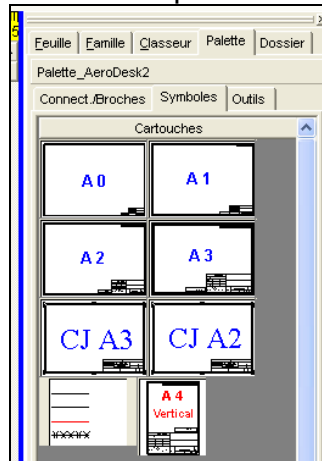 5
Feuille Famille Classeur Palette Dossier
Palette_AeroDesk2
Connect./Broches Symboles Outils
Cartouches
A 0 A 1
A 2 A 3
CJ A3 CJ A2
A 4
Vertical